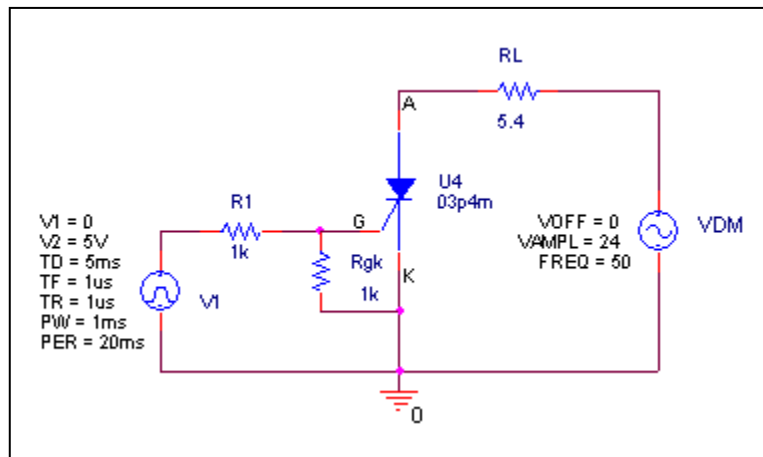 RL
A
5.4
U4
03p4m
R1
G
1k
Rgk
1k
K
V1 = 0
V2 = 5V
TD = 5ms
TF = 1us
TR = 1us
PW = 1ms
PER = 20ms
V1
VOFF = 0
VAMPL = 24
FREQ = 50
VDM
0